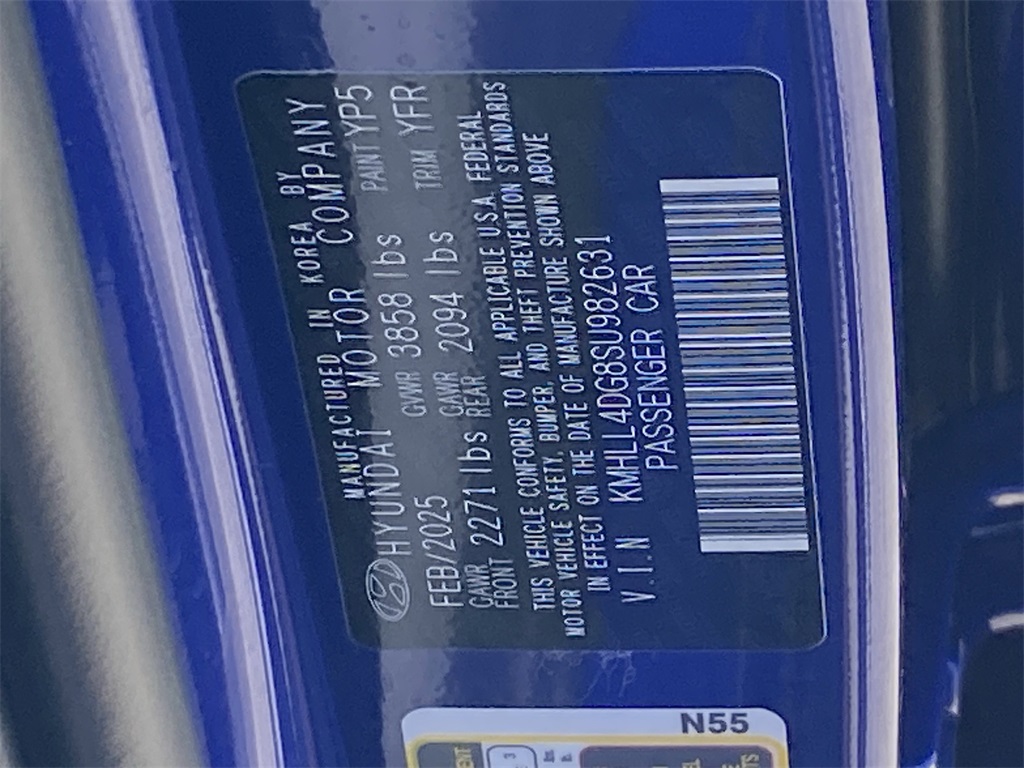 MANUFACTURED IN KOREA BY
HYUNDAI MOTOR COMPANY
FEB/2025 GVWR 3858 lbs PAINT YP5
GAWR FRONT 2271 lbs GAWR REAR 2094 lbs TRIM YFR
THIS VEHICLE CONFORMS TO ALL APPLICABLE U.S.A. FEDERAL
MOTOR VEHICLE SAFETY, BUMPER, AND THEFT PREVENTION STANDARDS
IN EFFECT ON THE DATE OF MANUFACTURE SHOWN ABOVE
V.I.N KMHLL4DG8SU982631
PASSENGER CAR
N55